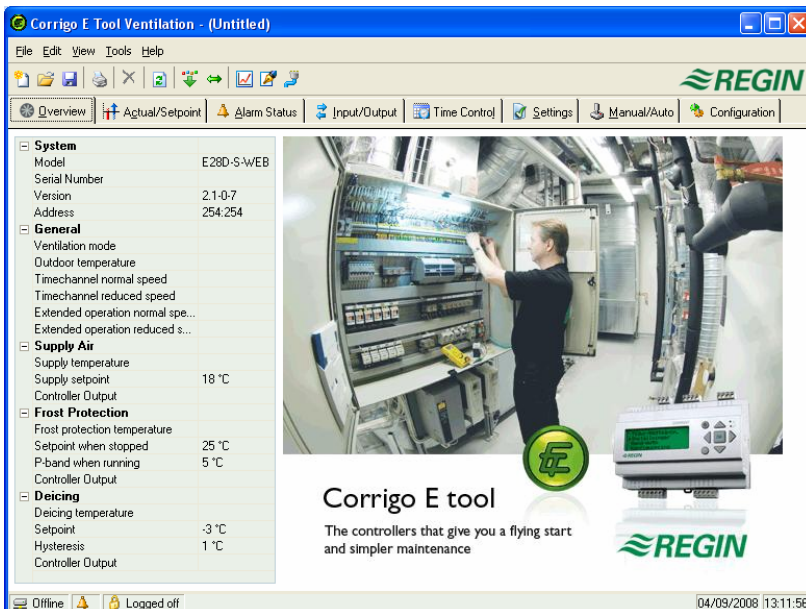 Corrigo E Tool Ventilation - (Untitled)
File Edit View Tools Help
REGIN
Overview Actual/Setpoint Alarm Status Input/Output Time Control Settings Manual/Auto Configuration
System
Model E28D-S-WEB
Serial Number
Version 2.1-0-7
Address 254:254
General
Ventilation mode
Outdoor temperature
Timechannel normal speed
Timechannel reduced speed
Extended operation normal spe...
Extended operation reduced s...
Supply Air
Supply temperature
Supply setpoint 18 °C
Controller Output
Frost Protection
Frost protection temperature
Setpoint when stopped 25 °C
P-band when running 5 °C
Controller Output
Deicing
Deicing temperature
Setpoint -3 °C
Hysteresis 1 °C
Controller Output
Corrigo E tool
The controllers that give you a flying start
and simpler maintenance
REGIN
Offline Logged off 04/09/2008 13:11:56